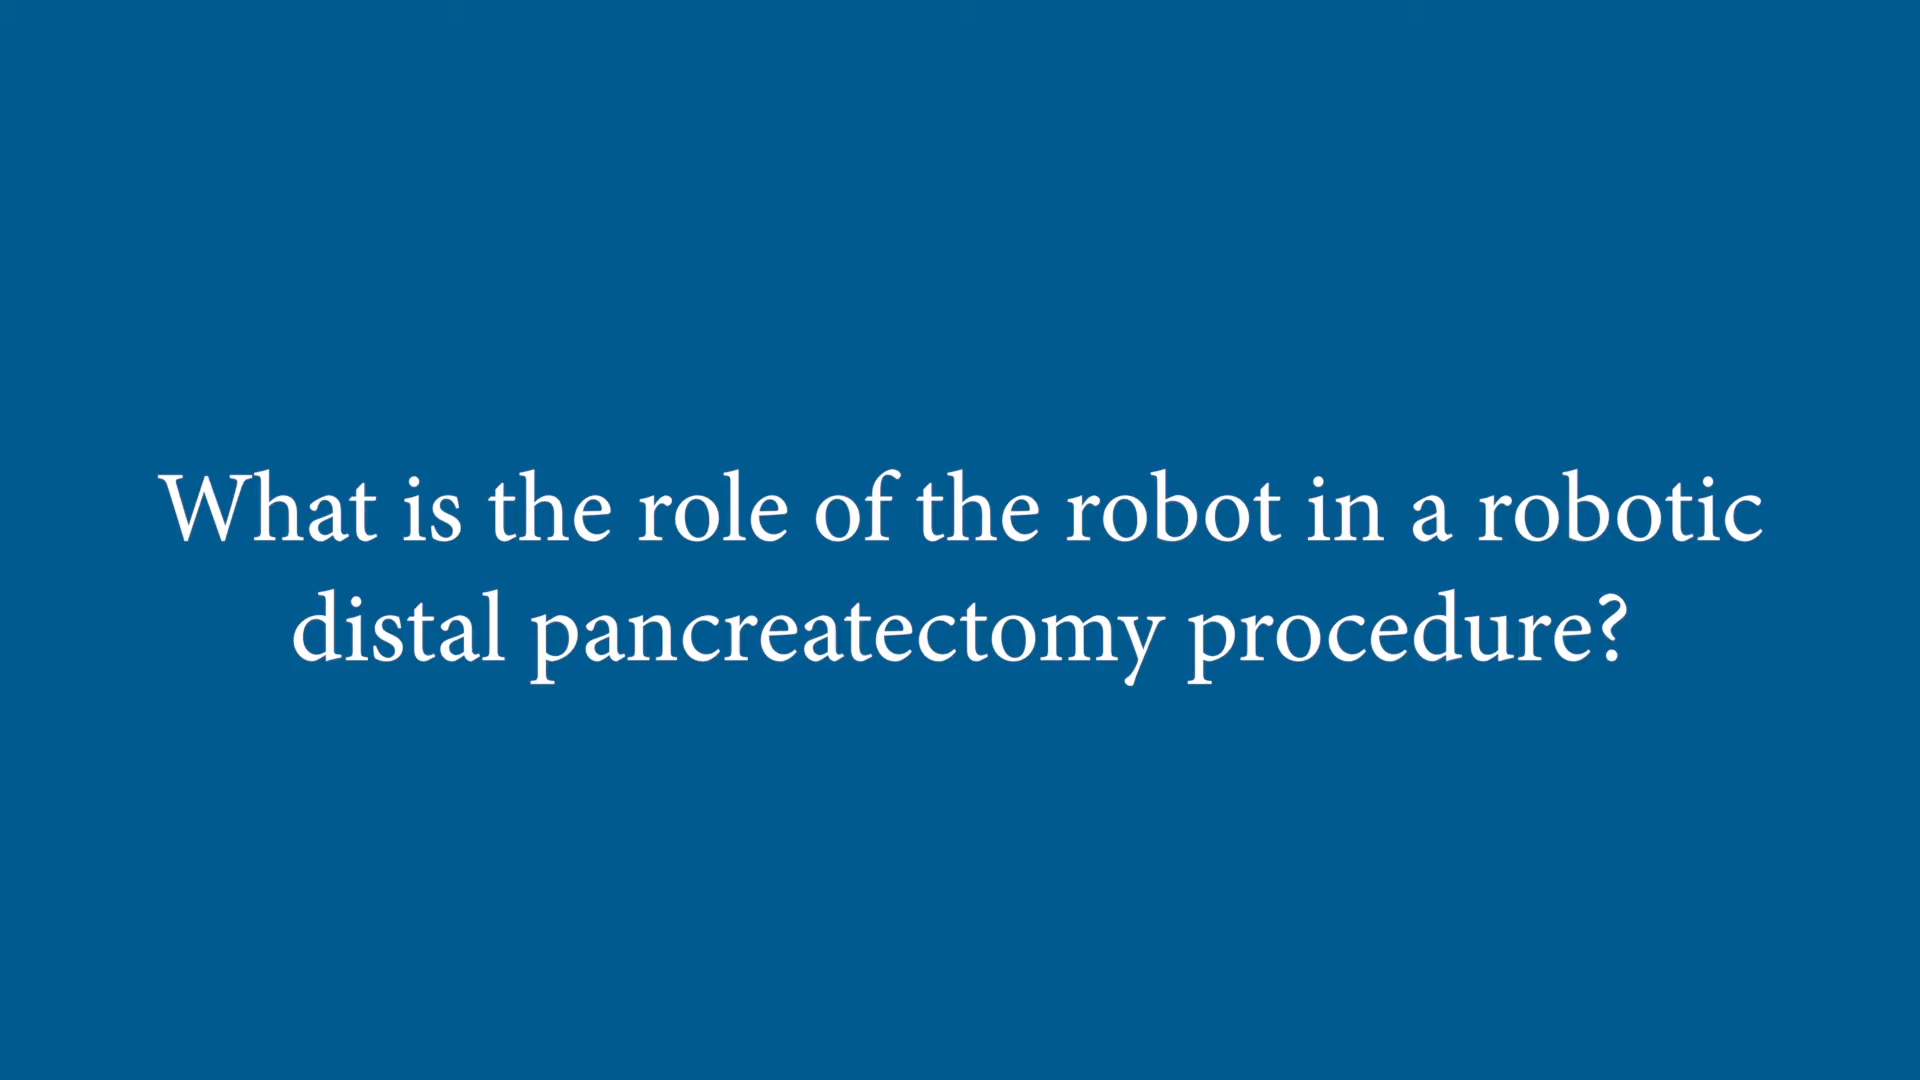 What is the role of the robot in a robotic
distal pancreatectomy procedure?